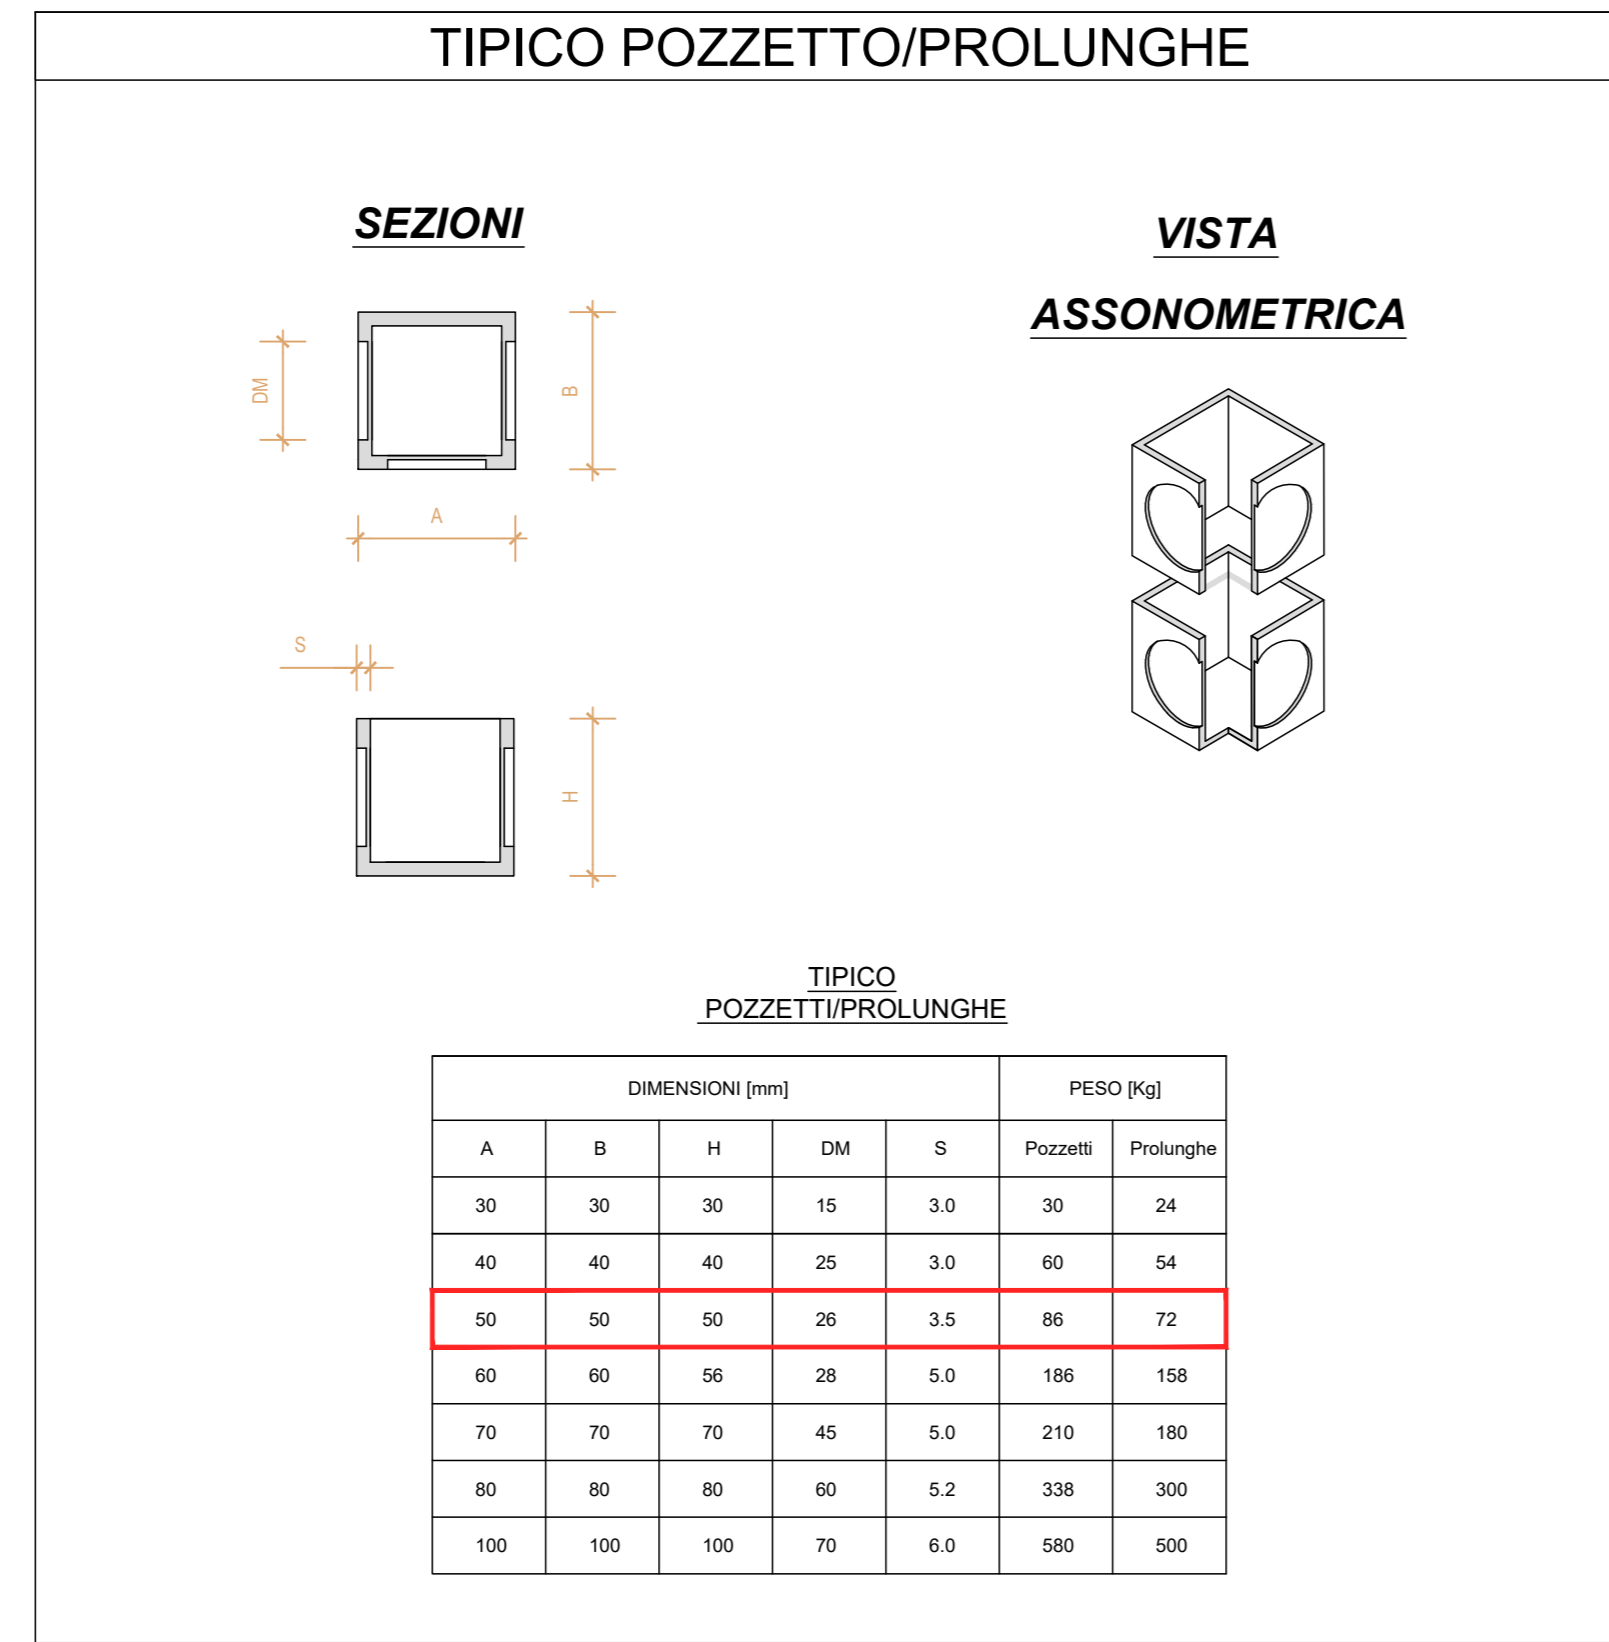 TIPICO POZZETTO/PROLUNGHE
SEZIONI
VISTA
ASSONOMETRICA
DM
B
A
S
H
TIPICO
POZZETTI/PROLUNGHE
DIMENSIONI [mm] PESO [Kg]
A B H DM S Pozzetti Prolunghe
30 30 30 15 3.0 30 24
40 40 40 25 3.0 60 54
50 50 50 26 3.5 86 72
60 60 56 28 5.0 186 158
70 70 70 45 5.0 210 180
80 80 80 60 5.2 338 300
100 100 100 70 6.0 580 500